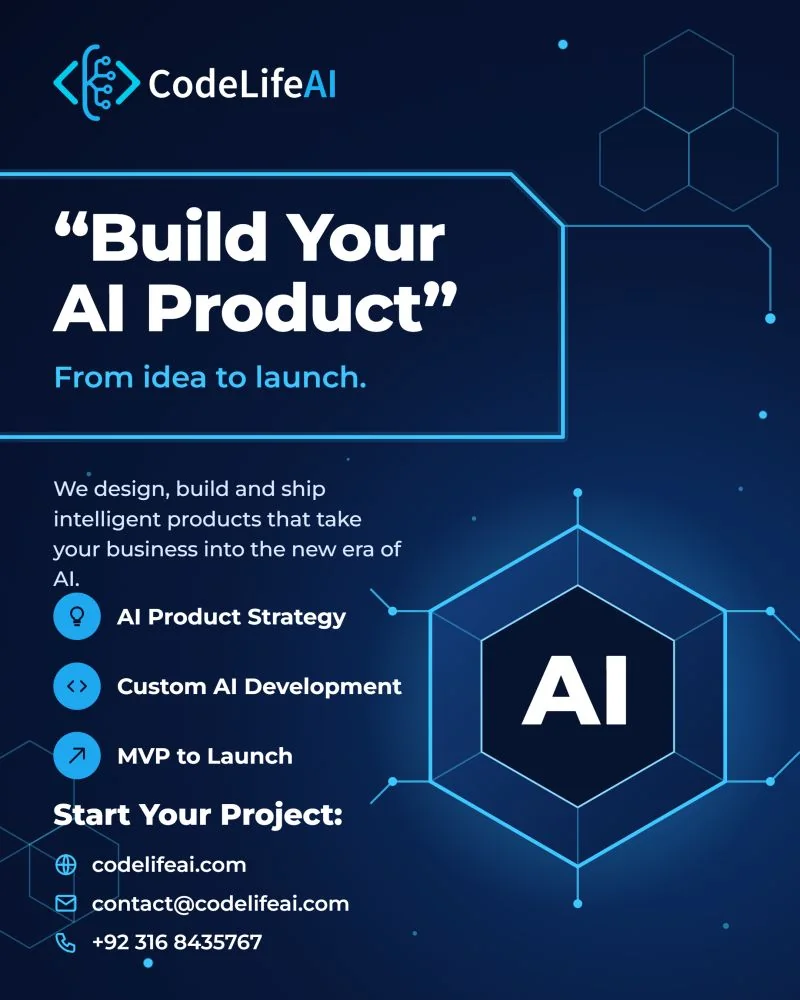 CodeLifeAI
“Build Your
AI Product”
From idea to launch.
We design, build and ship
intelligent products that take
your business into the new era of
AI.
AI Product Strategy
Custom AI Development
MVP to Launch
AI
Start Your Project:
codelifeai.com
contact@codelifeai.com
+92 316 8435767